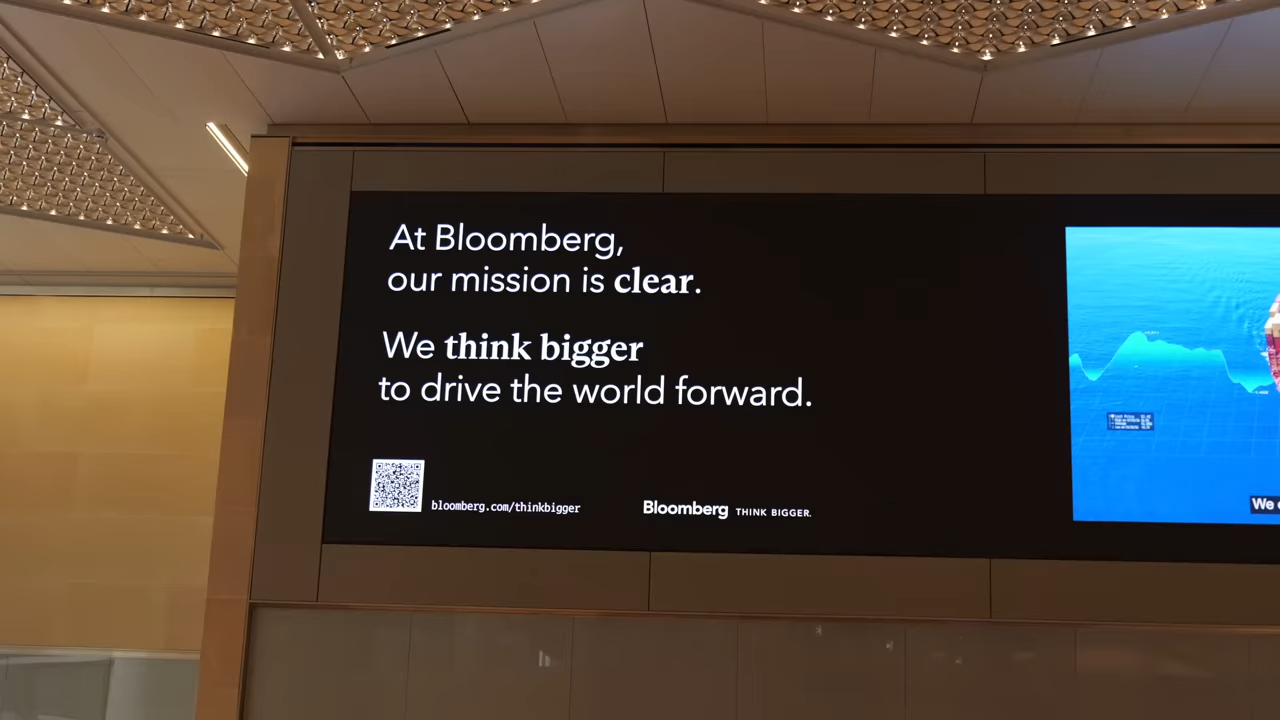 At Bloomberg,
our mission is clear.
We think bigger
to drive the world forward.
bloomberg.com/thinkbigger
Bloomberg THINK BIGGER.
We